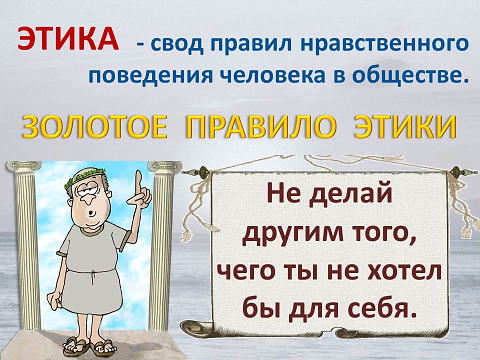 ЭТИКА - свод правил нравственного
поведения человека в обществе.
ЗОЛОТОЕ ПРАВИЛО ЭТИКИ
Не делай
другим того,
чего ты не хотел
бы для себя.